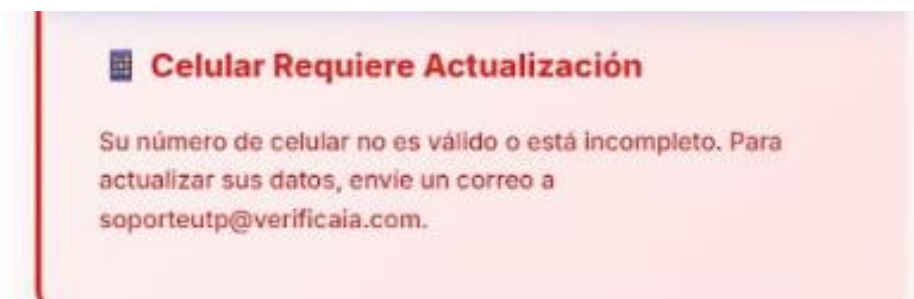 Celular Requiere Actualización
Su número de celular no es válido o está incompleto. Para
actualizar sus datos, envíe un correo a
soporteutp@verificaia.com.